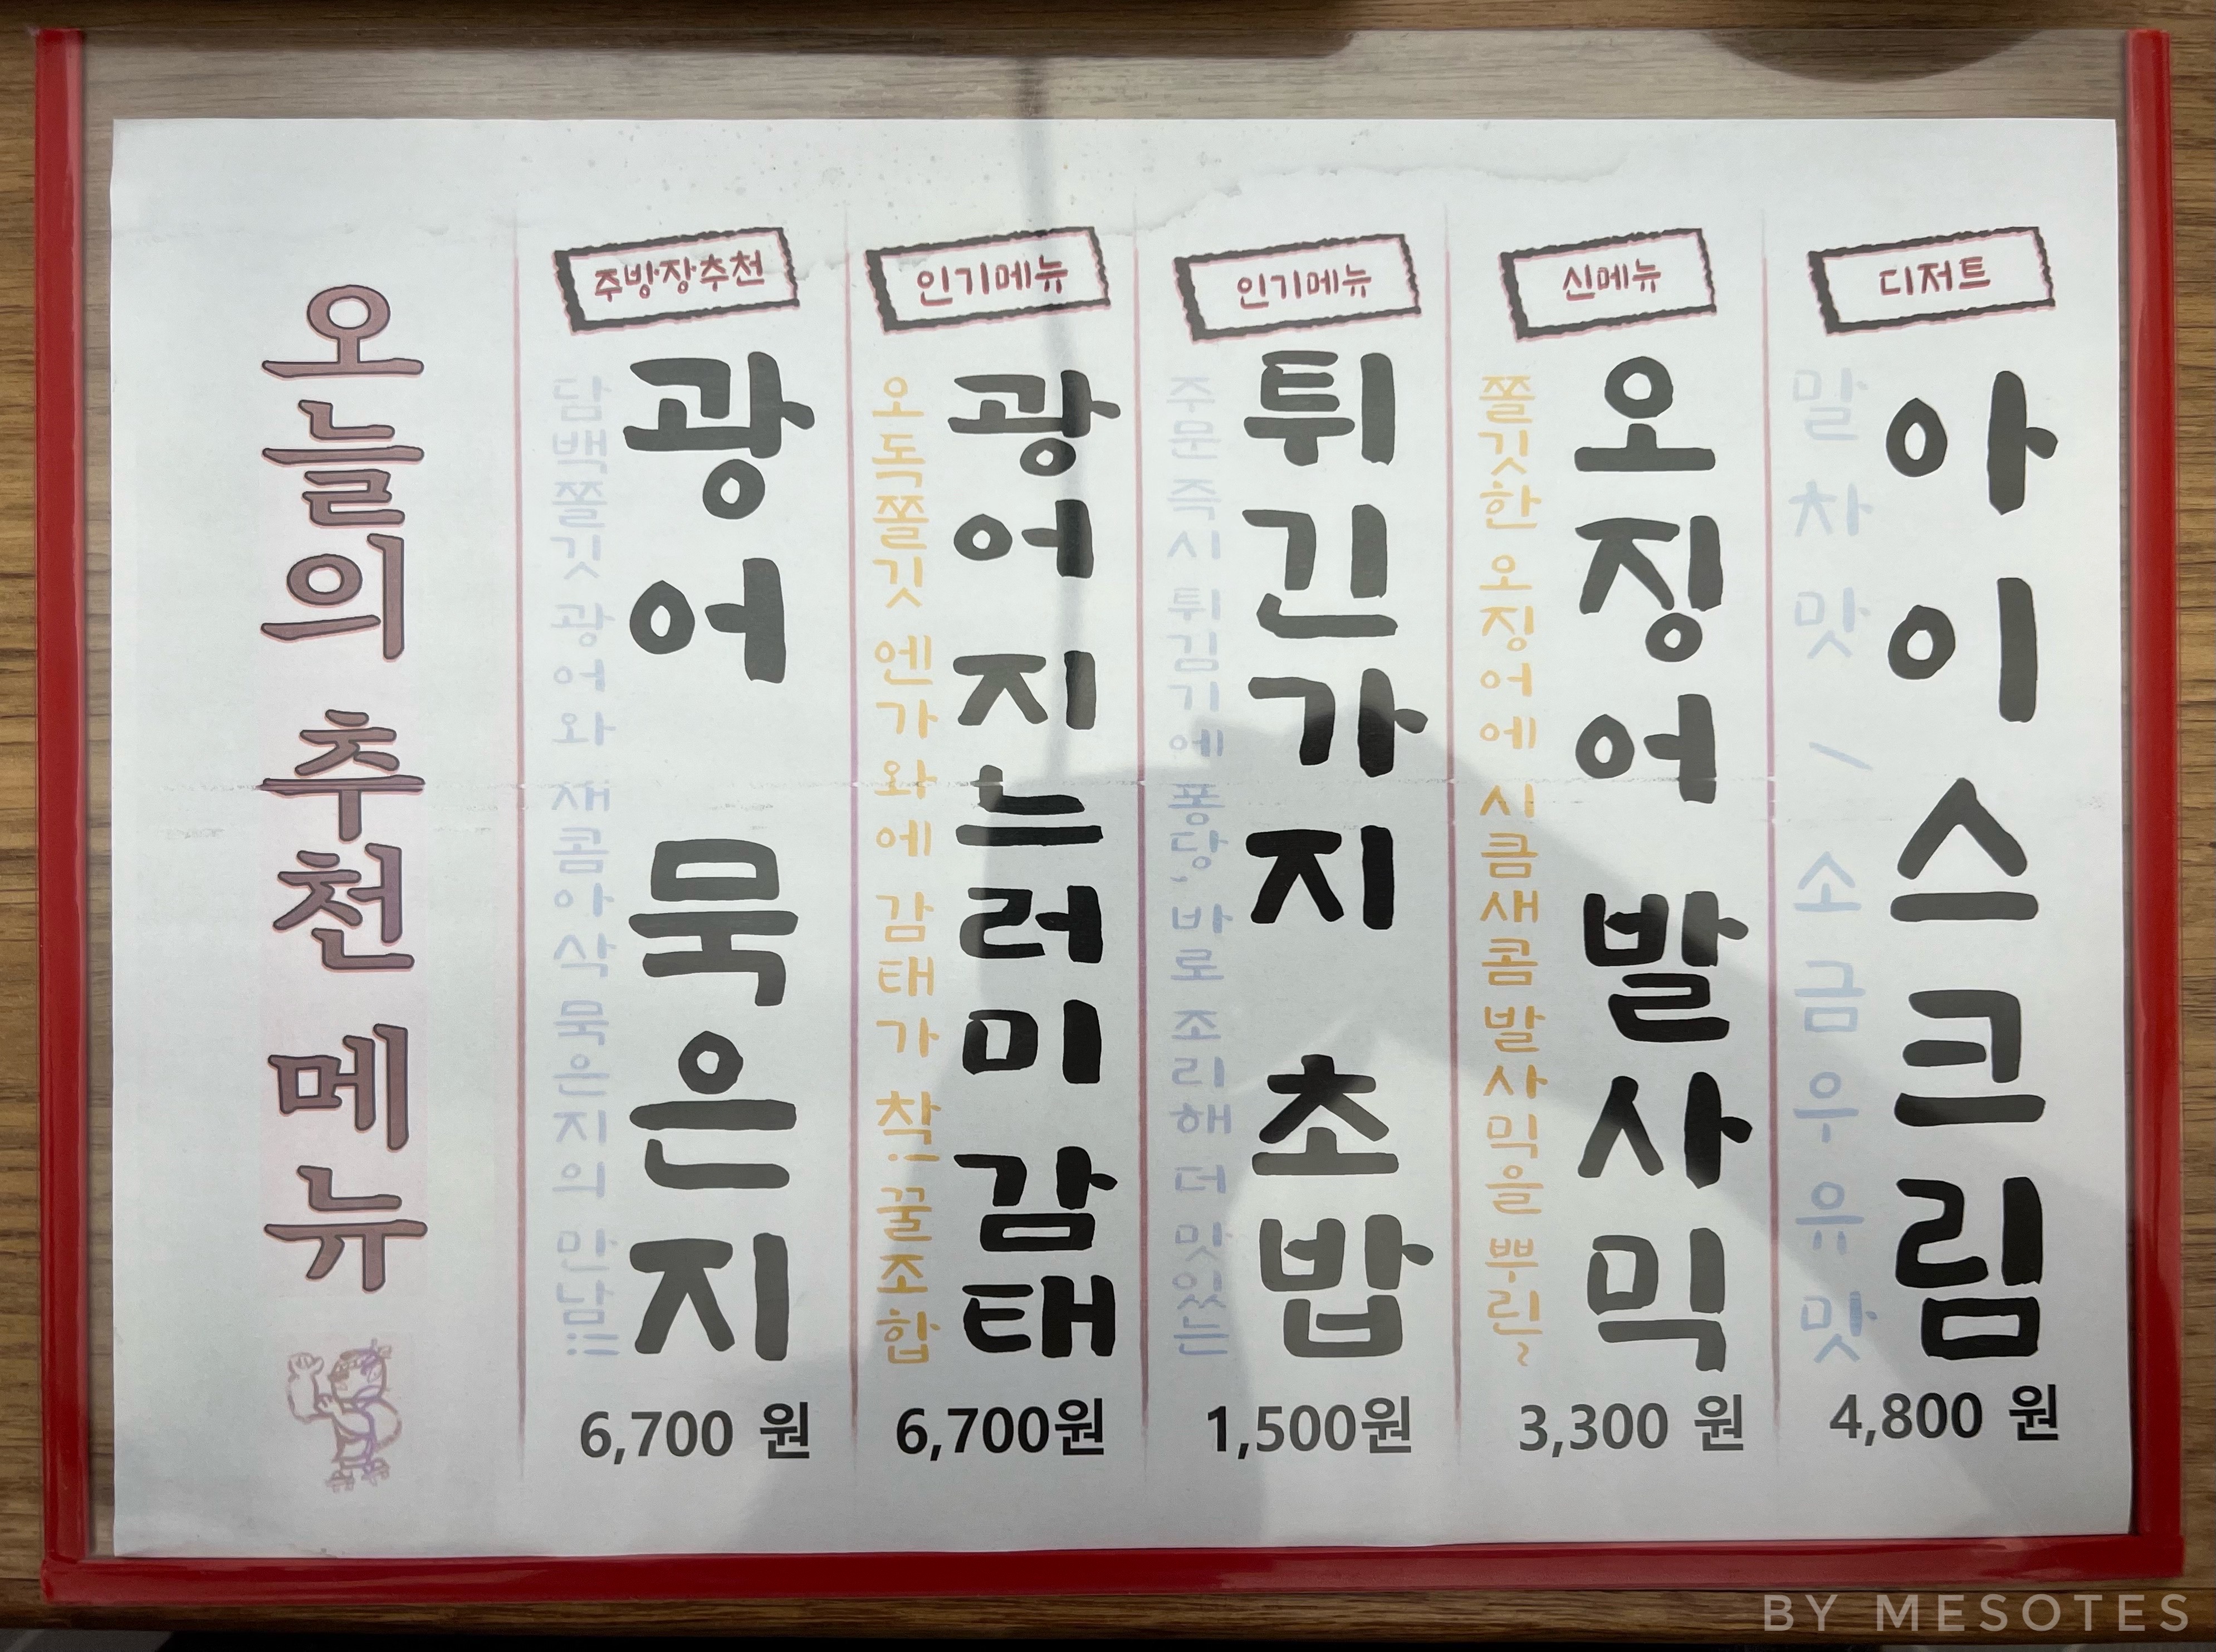 오늘의 추천 메뉴
주방장추천
광어 묵은지
담백쫄깃 광어와 새콤아삭 묵은지의 만남!!
6,700 원
인기메뉴
광어 지느러미 감태
오독쫄깃 엔가와에 감태가 착!! 꿀조합
6,700원
인기메뉴
튀긴가지 초밥
주문 즉시 튀김기에 퐁당, 바로 조리해 더 맛있는
1,500원
신메뉴
오징어 발사믹
쫄깃한 오징어에 시큼새콤 발사믹을 뿌린~
3,300 원
디저트
아이스크림
말차맛 / 소금우유맛
4,800 원
BY MESOTES